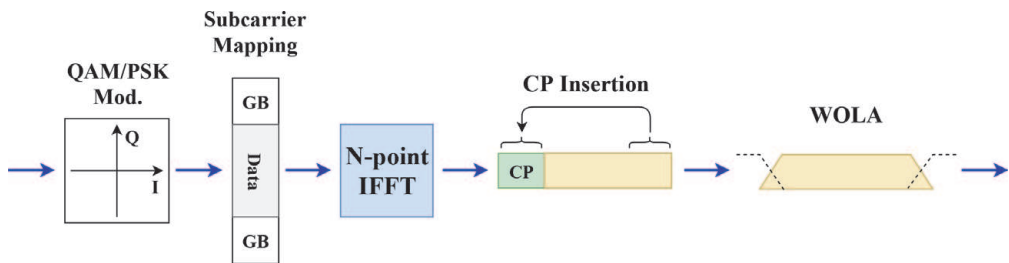 Subcarrier
Mapping
QAM/PSK
Mod.
Q
I
GB
Data
GB
N-point
IFFT
CP Insertion
CP
WOLA